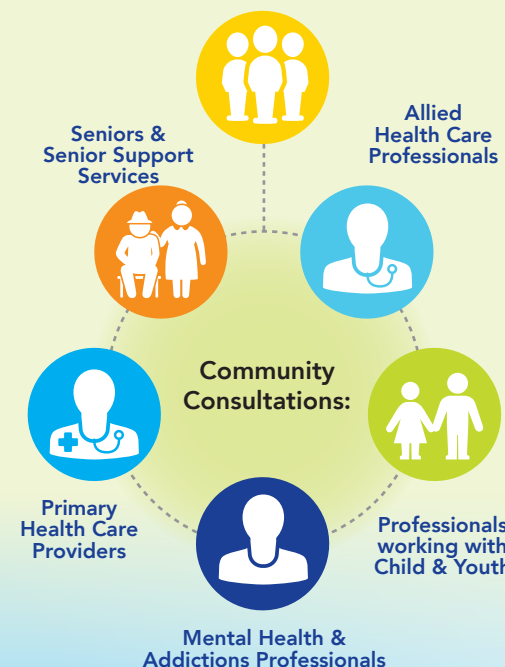 Allied
Health Care
Professionals
Seniors &
Senior Support
Services
Community
Consultations:
Primary
Health Care
Providers
Professionals
working with
Child & Youth
Mental Health &
Addictions Professionals